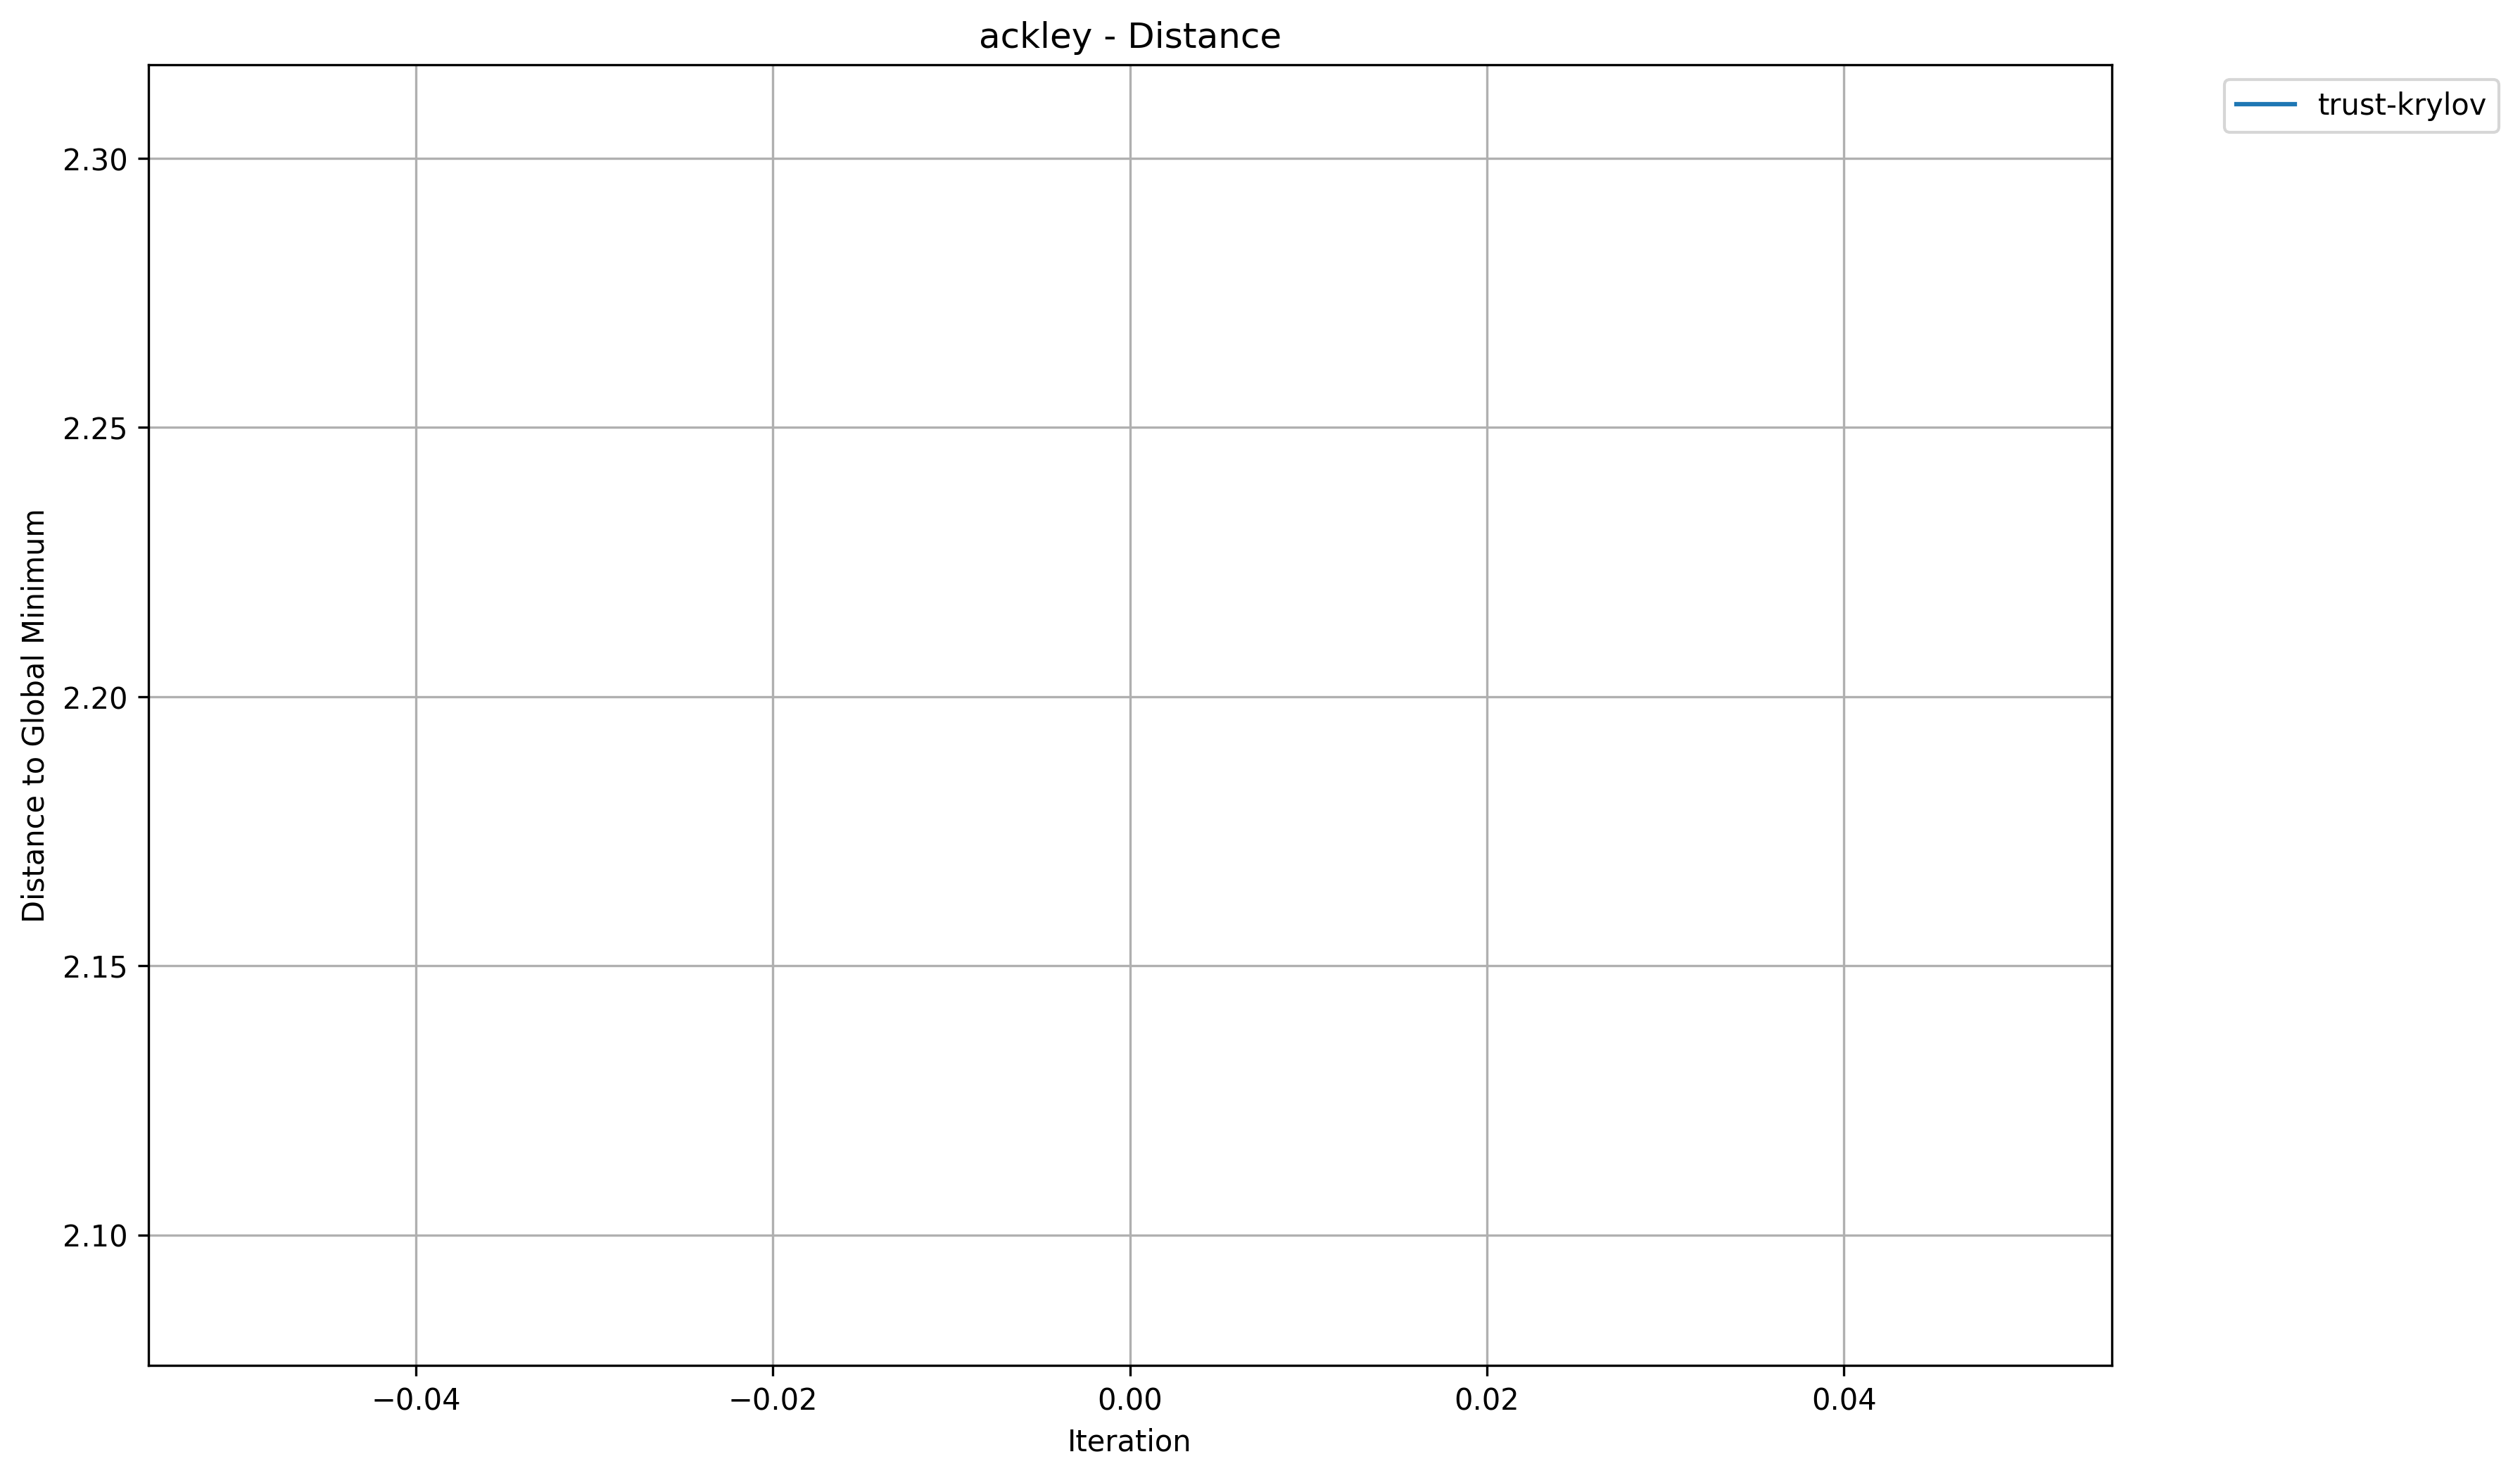 ackley - Distance
trust-krylov
2.30
2.25
2.20
2.15
2.10
Distance to Global Minimum
−0.04
−0.02
0.00
0.02
0.04
Iteration